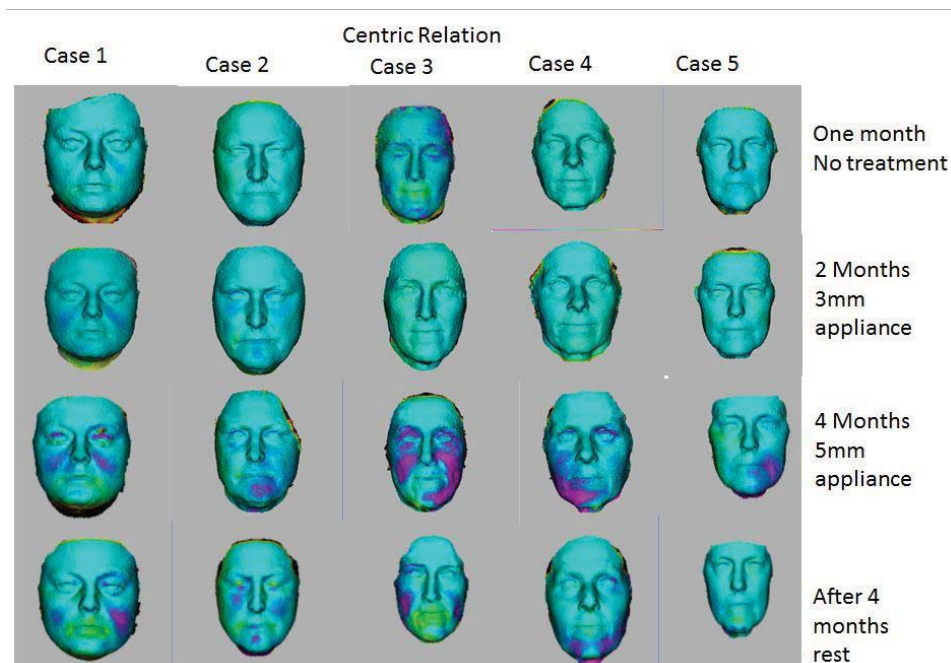 Centric Relation
Case 1
Case 2
Case 3
Case 4
Case 5
One month
No treatment
2 Months
3mm
appliance
4 Months
5mm
appliance
After 4
months
rest